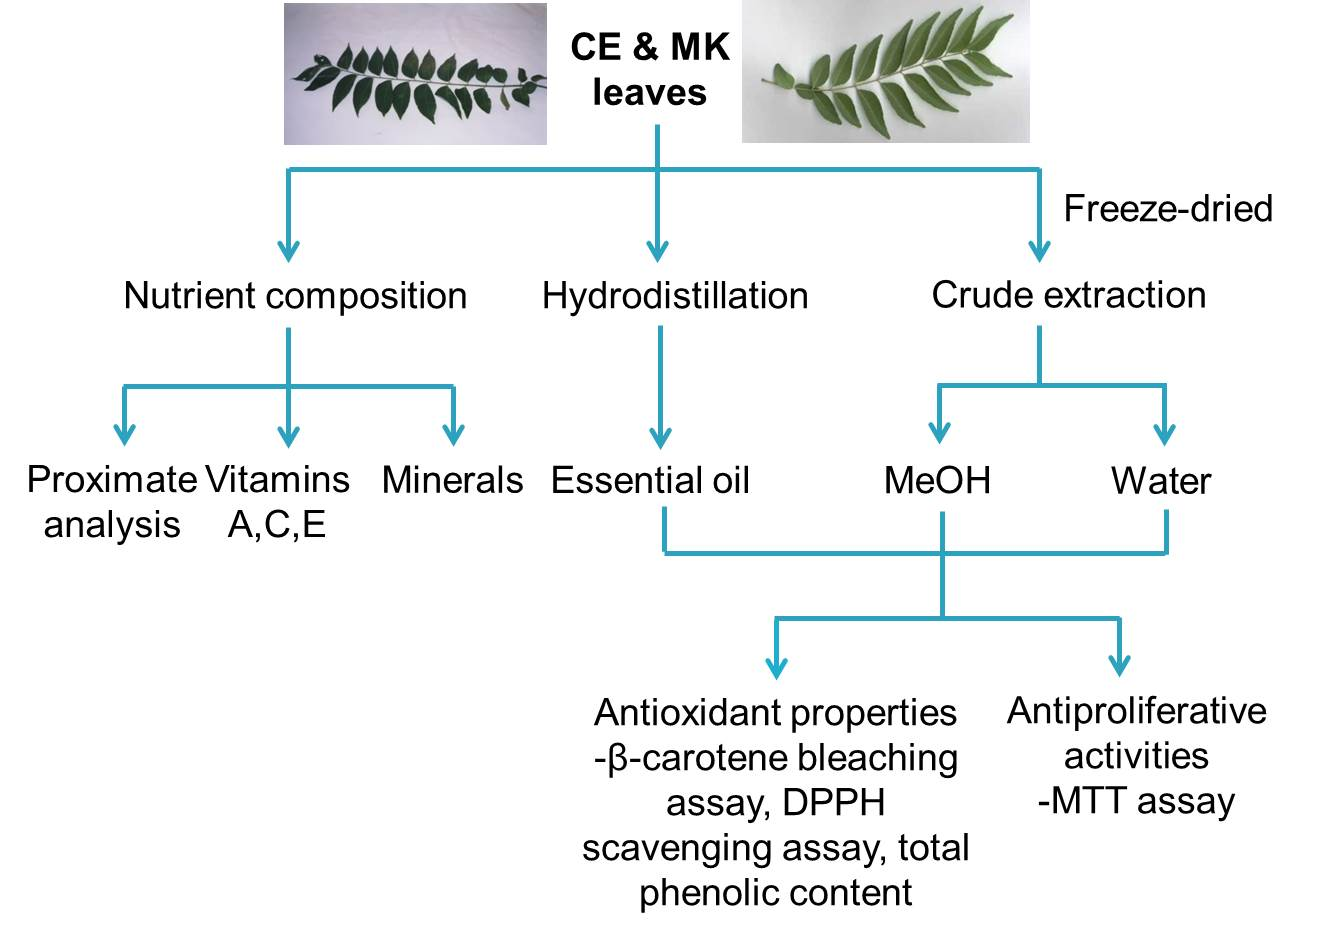 CE & MK
leaves
Freeze-dried
Nutrient composition
Hydrodistillation
Crude extraction
Proximate
analysis
Vitamins
A,C,E
Minerals
Essential oil
MeOH
Water
Antioxidant properties
-β-carotene bleaching
assay, DPPH
scavenging assay, total
phenolic content
Antiproliferative
activities
-MTT assay